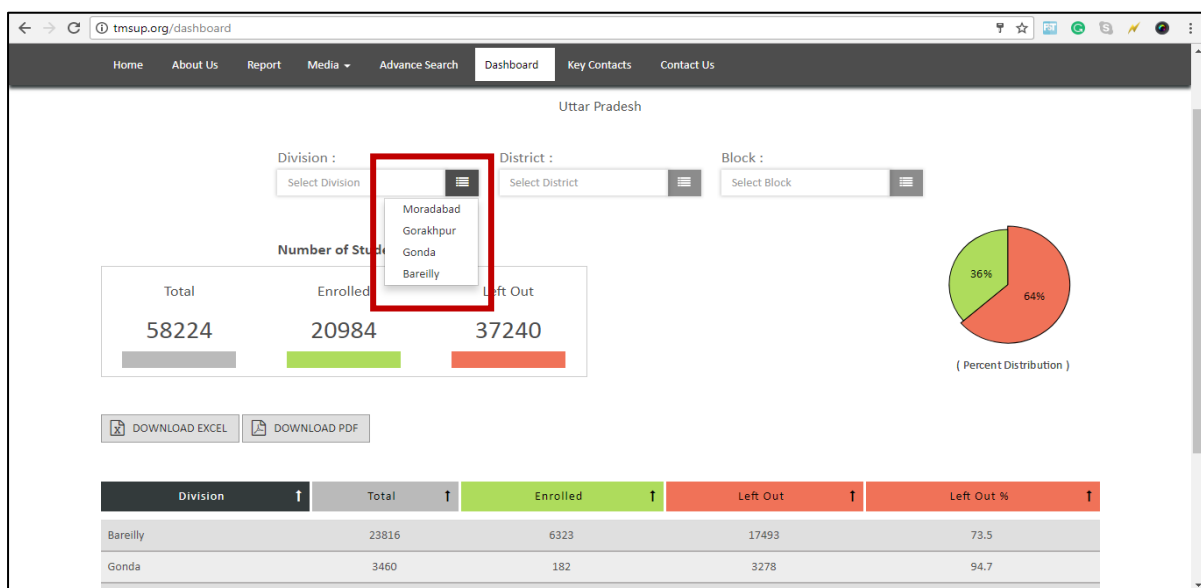 tmsup.org/dashboard
Home About Us Report Media Advance Search Dashboard Key Contacts Contact Us
Uttar Pradesh
Division : District : Block :
Select Division Select District Select Block
Moradabad
Gorakhpur
Gonda
Bareilly
Number of Stude
Total Enrolled Left Out
58224 20984 37240
36%
64%
( Percent Distribution )
DOWNLOAD EXCEL DOWNLOAD PDF
Division Total Enrolled Left Out Left Out %
Bareilly 23816 6323 17493 73.5
Gonda 3460 182 3278 94.7